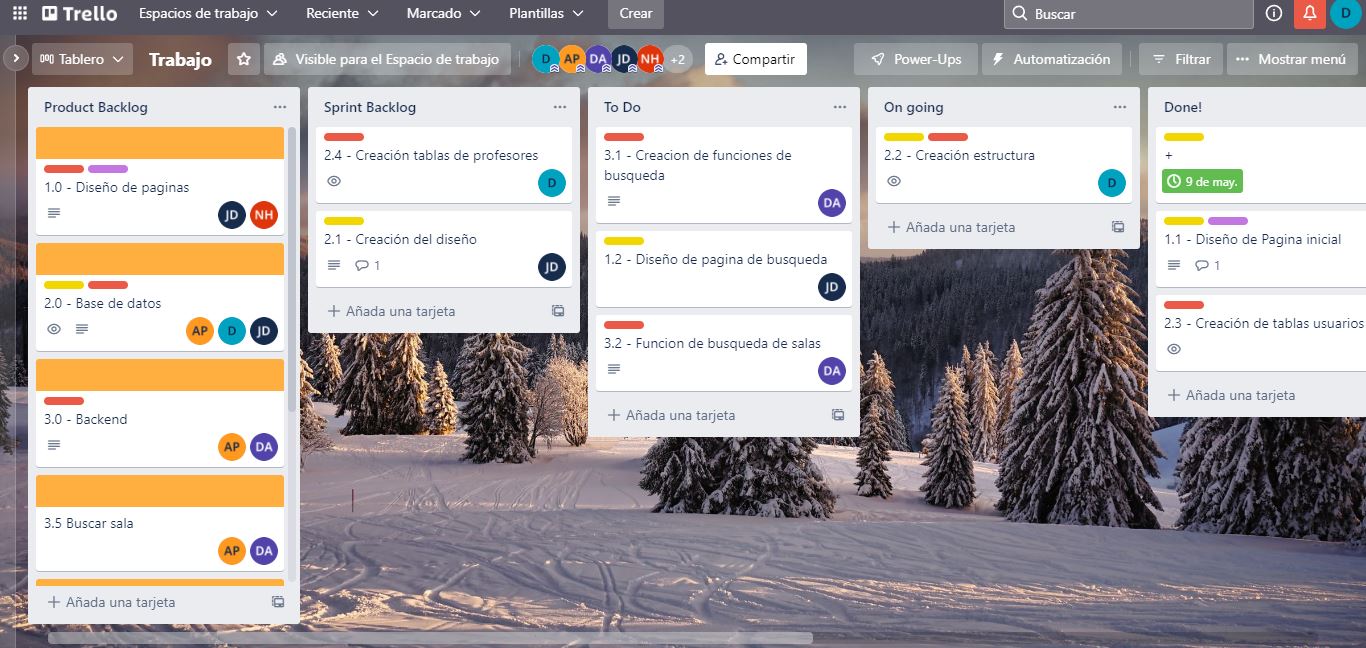 Trello
Espacios de trabajo
Reciente
Marcado
Plantillas
Crear
Buscar
D
Tablero
Trabajo
Visible para el Espacio de trabajo
D
AP
DA
JD
NH
+2
Compartir
Power-Ups
Automatización
Filtrar
Mostrar menú
Product Backlog
1.0 - Diseño de paginas
JD
NH
2.0 - Base de datos
AP
D
JD
3.0 - Backend
AP
DA
3.5 Buscar sala
AP
DA
+ Añada una tarjeta
Sprint Backlog
2.4 - Creación tablas de profesores
D
2.1 - Creación del diseño
1
JD
+ Añada una tarjeta
To Do
3.1 - Creacion de funciones de
busqueda
DA
1.2 - Diseño de pagina de busqueda
JD
3.2 - Funcion de busqueda de salas
DA
+ Añada una tarjeta
On going
2.2 - Creación estructura
D
+ Añada una tarjeta
Done!
+
9 de may.
1.1 - Diseño de Pagina inicial
1
2.3 - Creación de tablas usuarios
+ Añada una tarjeta